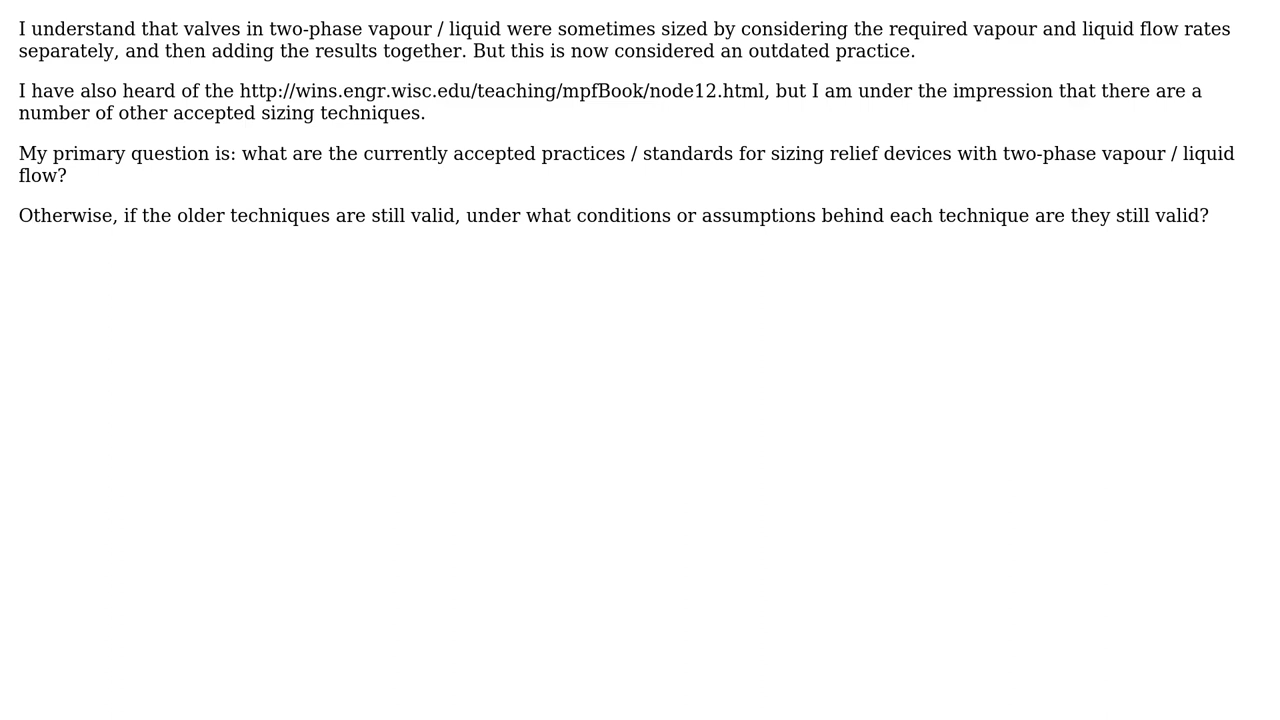 I understand that valves in two-phase vapour / liquid were sometimes sized by considering the required vapour and liquid flow rates
separately, and then adding the results together. But this is now considered an outdated practice.
I have also heard of the http://wins.engr.wisc.edu/teaching/mpfBook/node12.html, but I am under the impression that there are a
number of other accepted sizing techniques.
My primary question is: what are the currently accepted practices / standards for sizing relief devices with two-phase vapour / liquid
flow?
Otherwise, if the older techniques are still valid, under what conditions or assumptions behind each technique are they still valid?